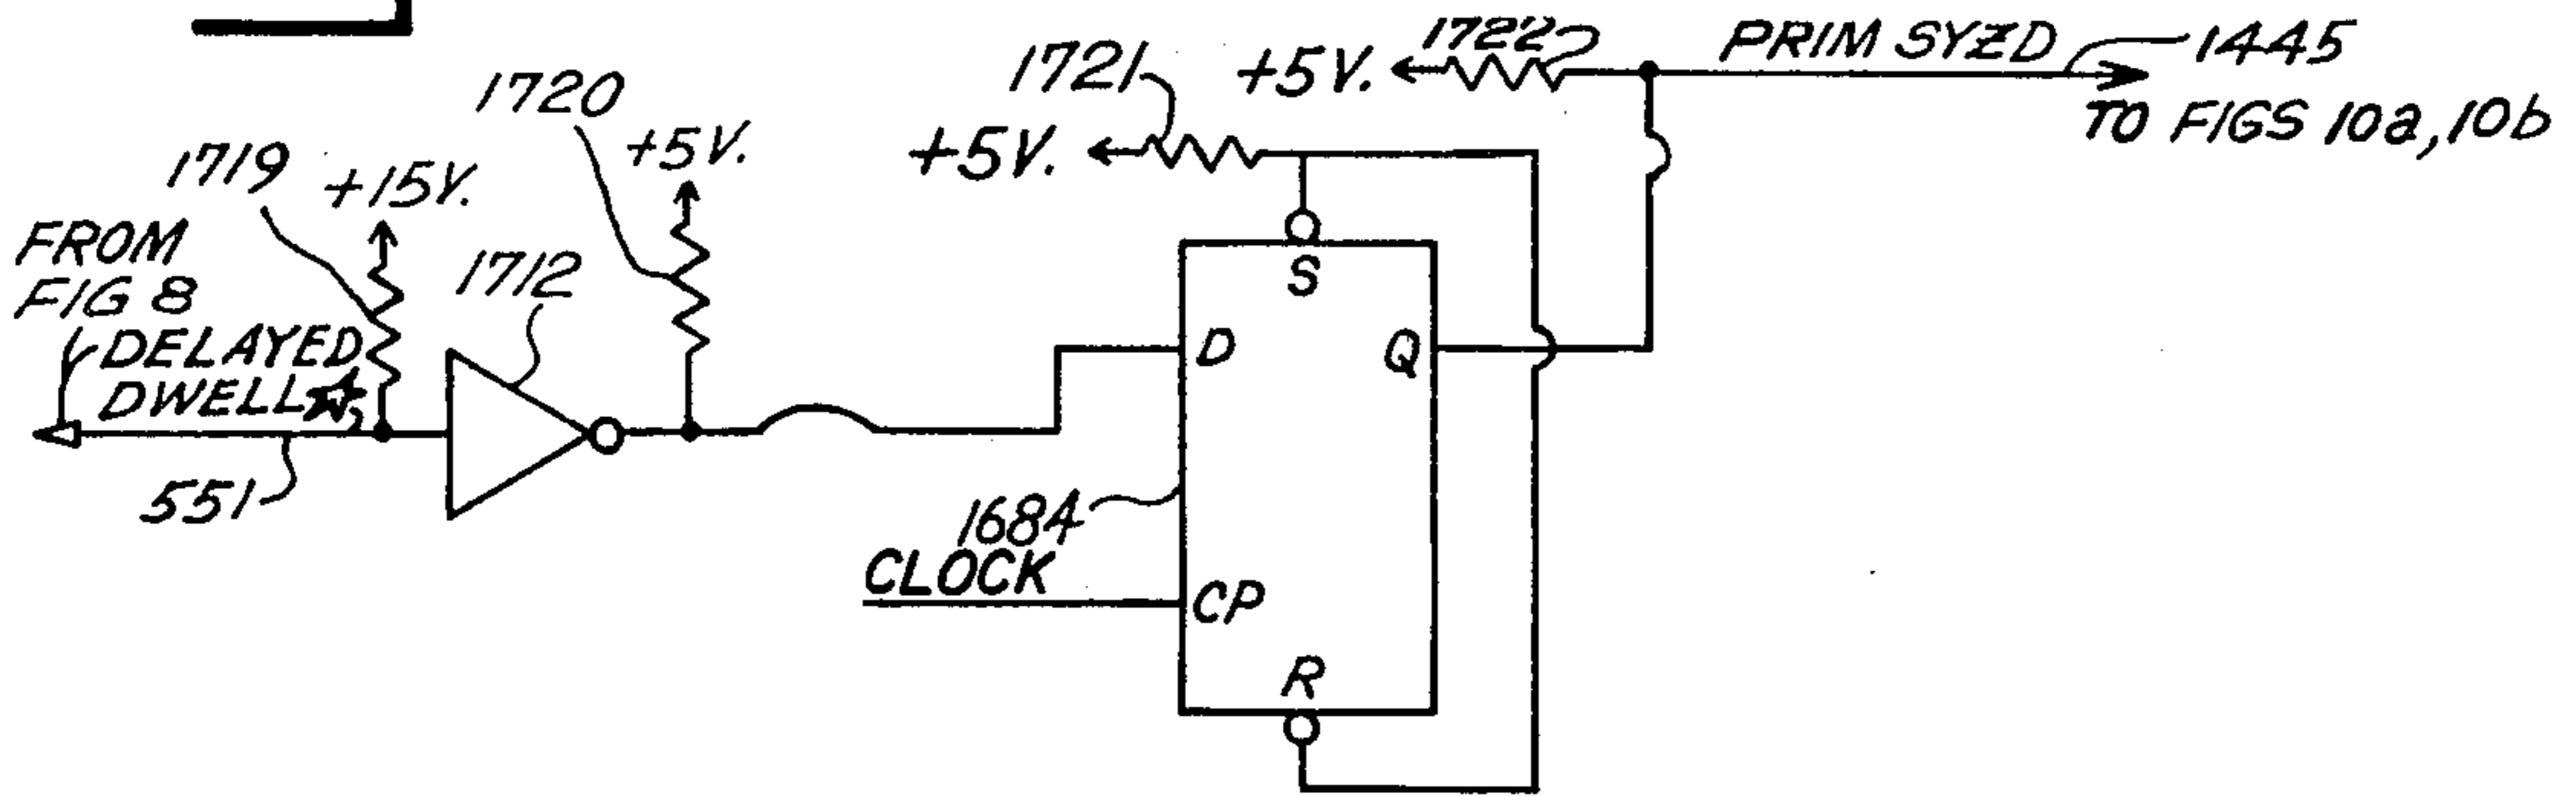 1722
PRIM SYZD
1445
1721
+5V.
TO FIGS 10a, 10b
1720
+5V.
+5V.
1719
+15V.
FROM
FIG 8
1712
S
DELAYED
DWELL☆
D
Q
551
1684
CLOCK
CP
R